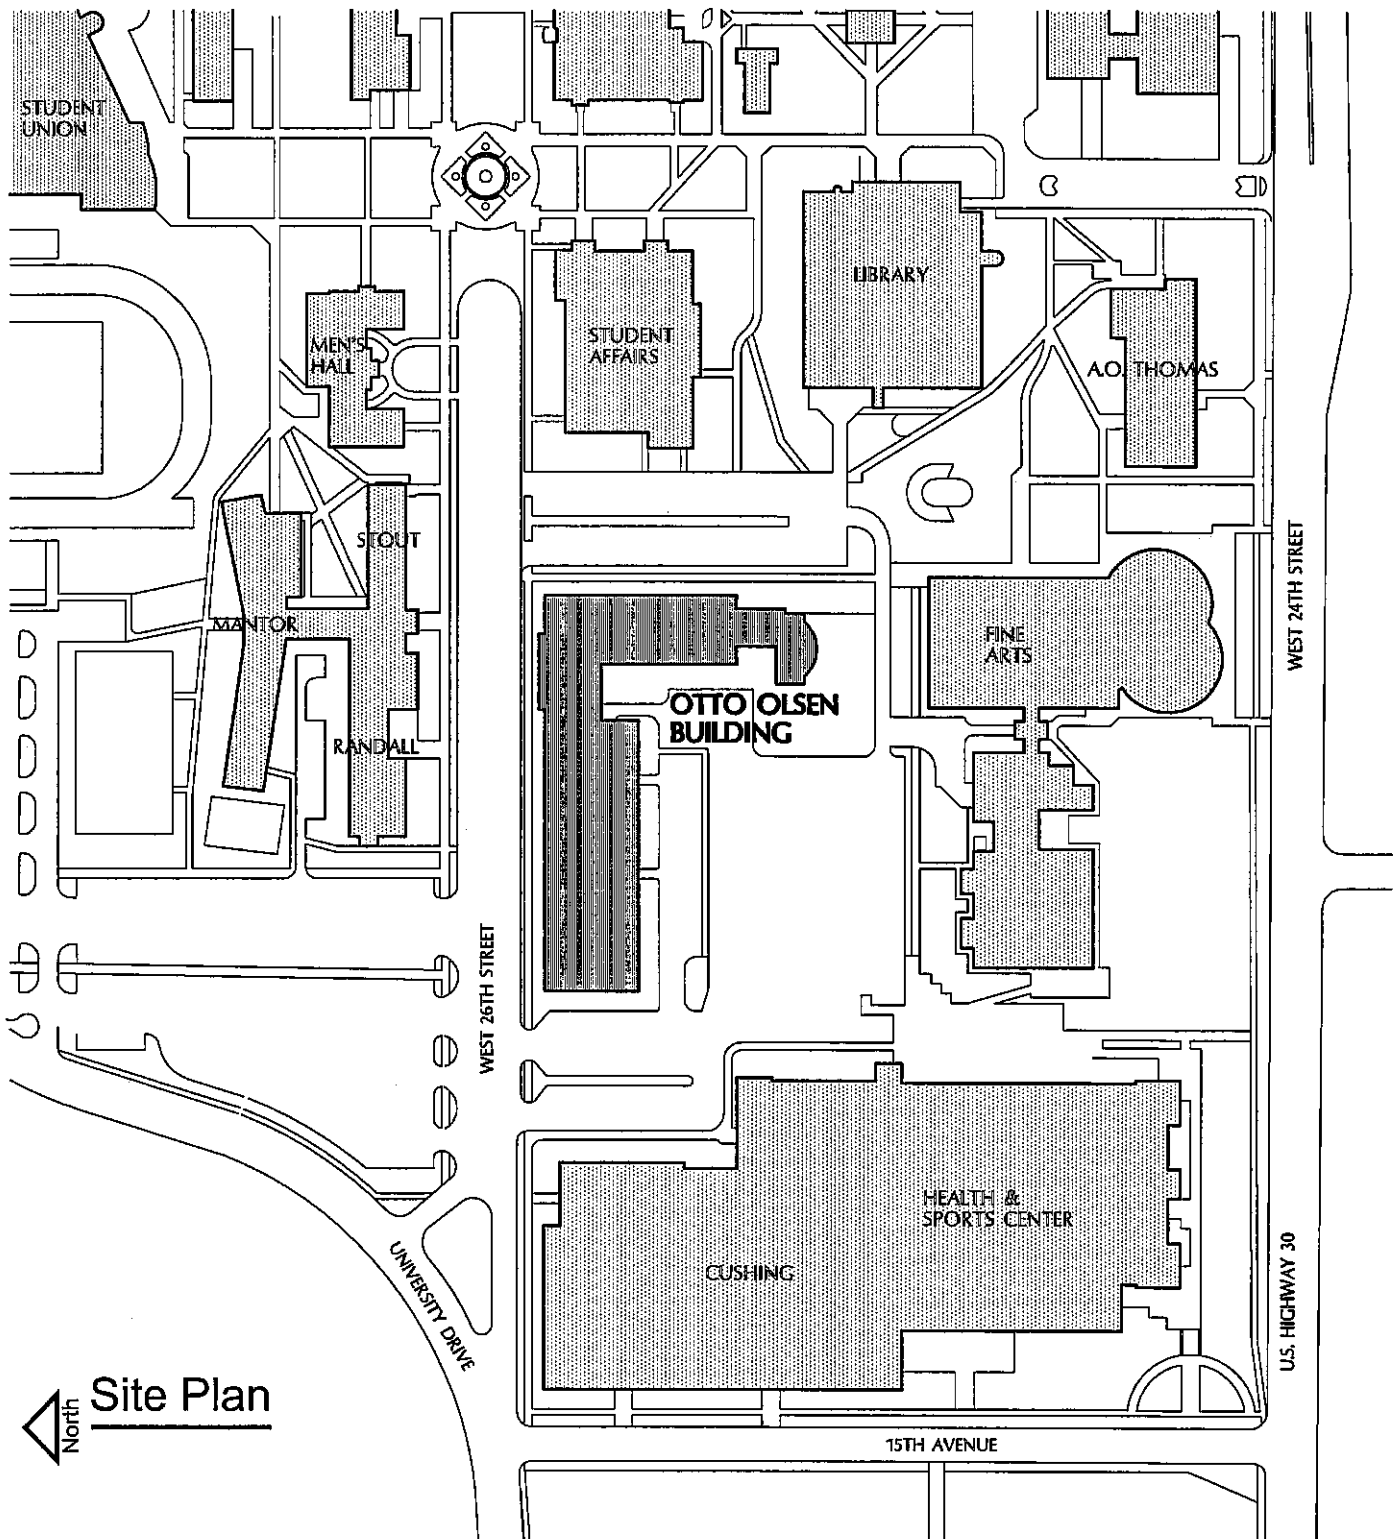 STUDENT
UNION
LIBRARY
MEN'S
HALL
STUDENT
AFFAIRS
A.O. THOMAS
STOUT
WEST 24TH STREET
MANTOR
FINE
ARTS
OTTO OLSEN
BUILDING
RANDALL
WEST 26TH STREET
HEALTH &
SPORTS CENTER
CUSHING
UNIVERSITY DRIVE
U.S. HIGHWAY 30
North
Site Plan
15TH AVENUE